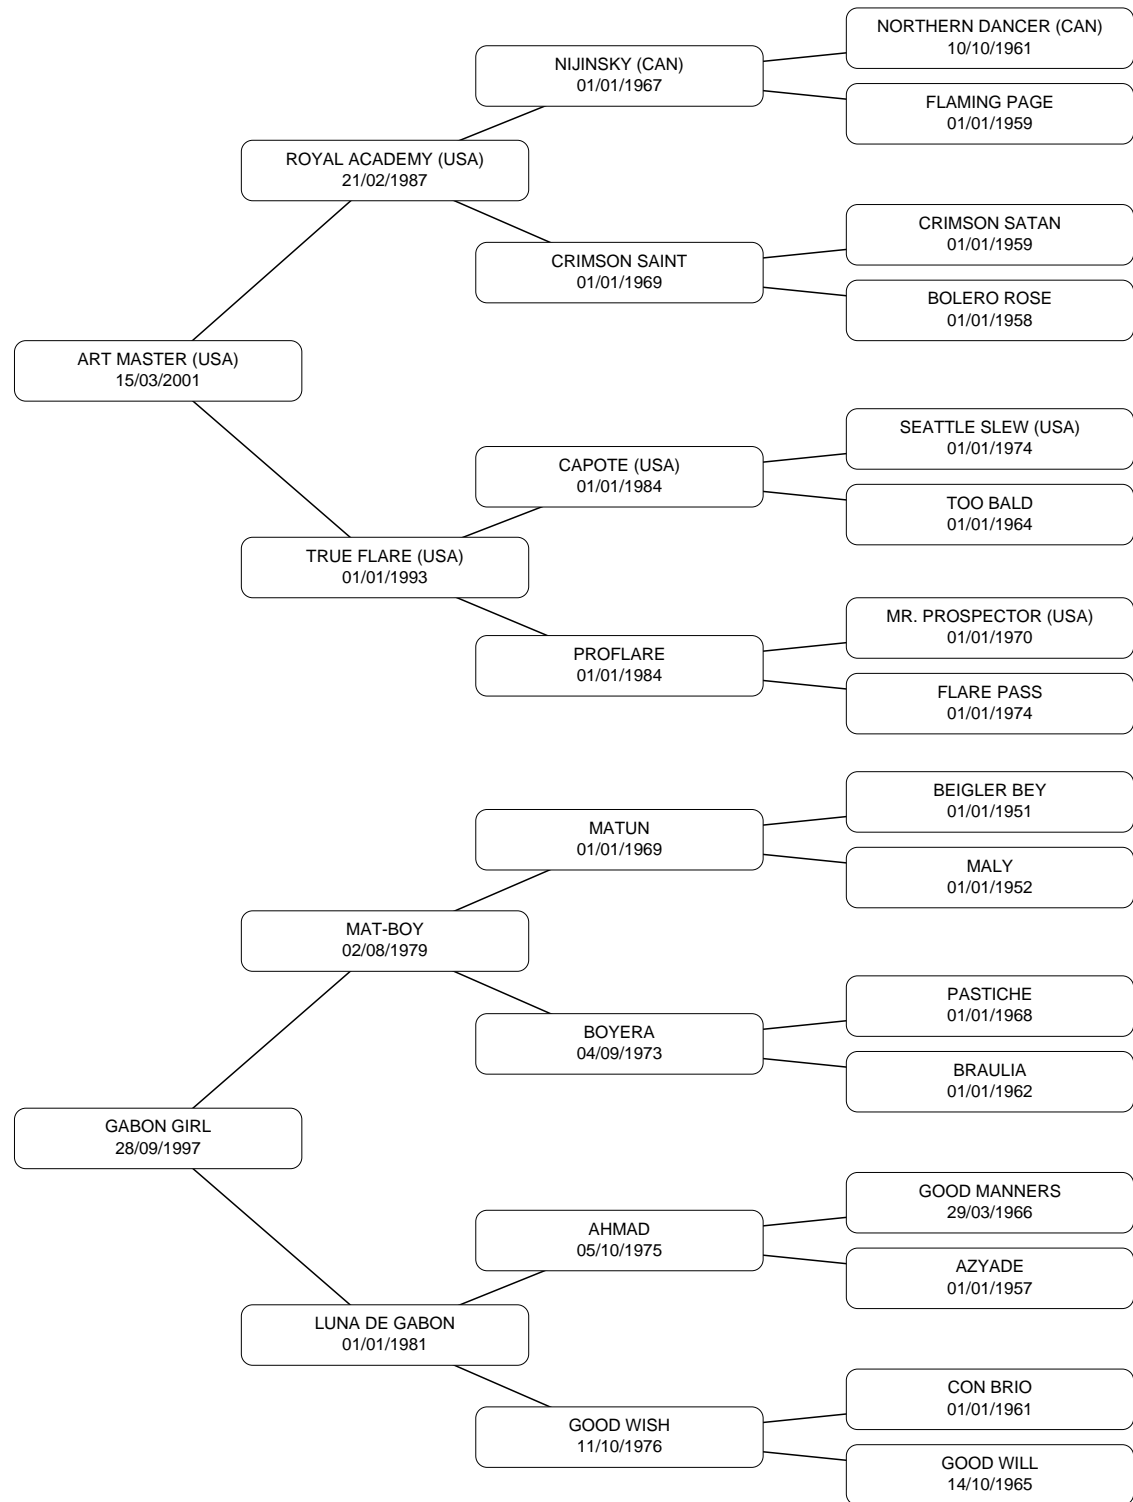 NORTHERN DANCER (CAN)
10/10/1961
NIJINSKY (CAN)
01/01/1967
FLAMING PAGE
01/01/1959
ROYAL ACADEMY (USA)
21/02/1987
CRIMSON SATAN
01/01/1959
CRIMSON SAINT
01/01/1969
BOLERO ROSE
01/01/1958
ART MASTER (USA)
15/03/2001
SEATTLE SLEW (USA)
01/01/1974
CAPOTE (USA)
01/01/1984
TOO BALD
01/01/1964
TRUE FLARE (USA)
01/01/1993
MR. PROSPECTOR (USA)
01/01/1970
PROFLARE
01/01/1984
FLARE PASS
01/01/1974
BEIGLER BEY
01/01/1951
MATUN
01/01/1969
MALY
01/01/1952
MAT-BOY
02/08/1979
PASTICHE
01/01/1968
BOYERA
04/09/1973
BRAULIA
01/01/1962
GABON GIRL
28/09/1997
GOOD MANNERS
29/03/1966
AHMAD
05/10/1975
AZYADE
01/01/1957
LUNA DE GABON
01/01/1981
CON BRIO
01/01/1961
GOOD WISH
11/10/1976
GOOD WILL
14/10/1965